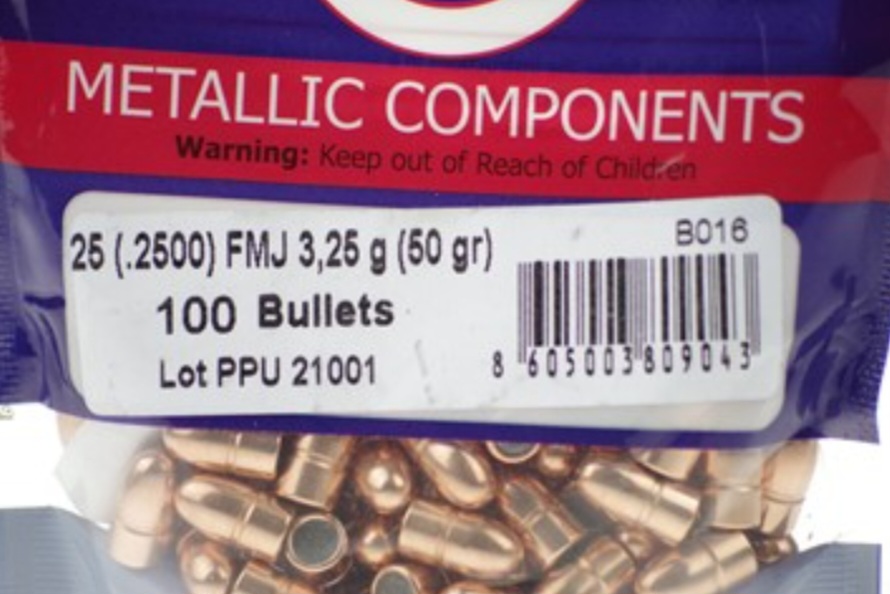 METALLIC COMPONENTS
Warning: Keep out of Reach of Children
25 (.2500) FMJ 3,25 g (50 gr)
B016
100 Bullets
Lot PPU 21001
8 605003 809043